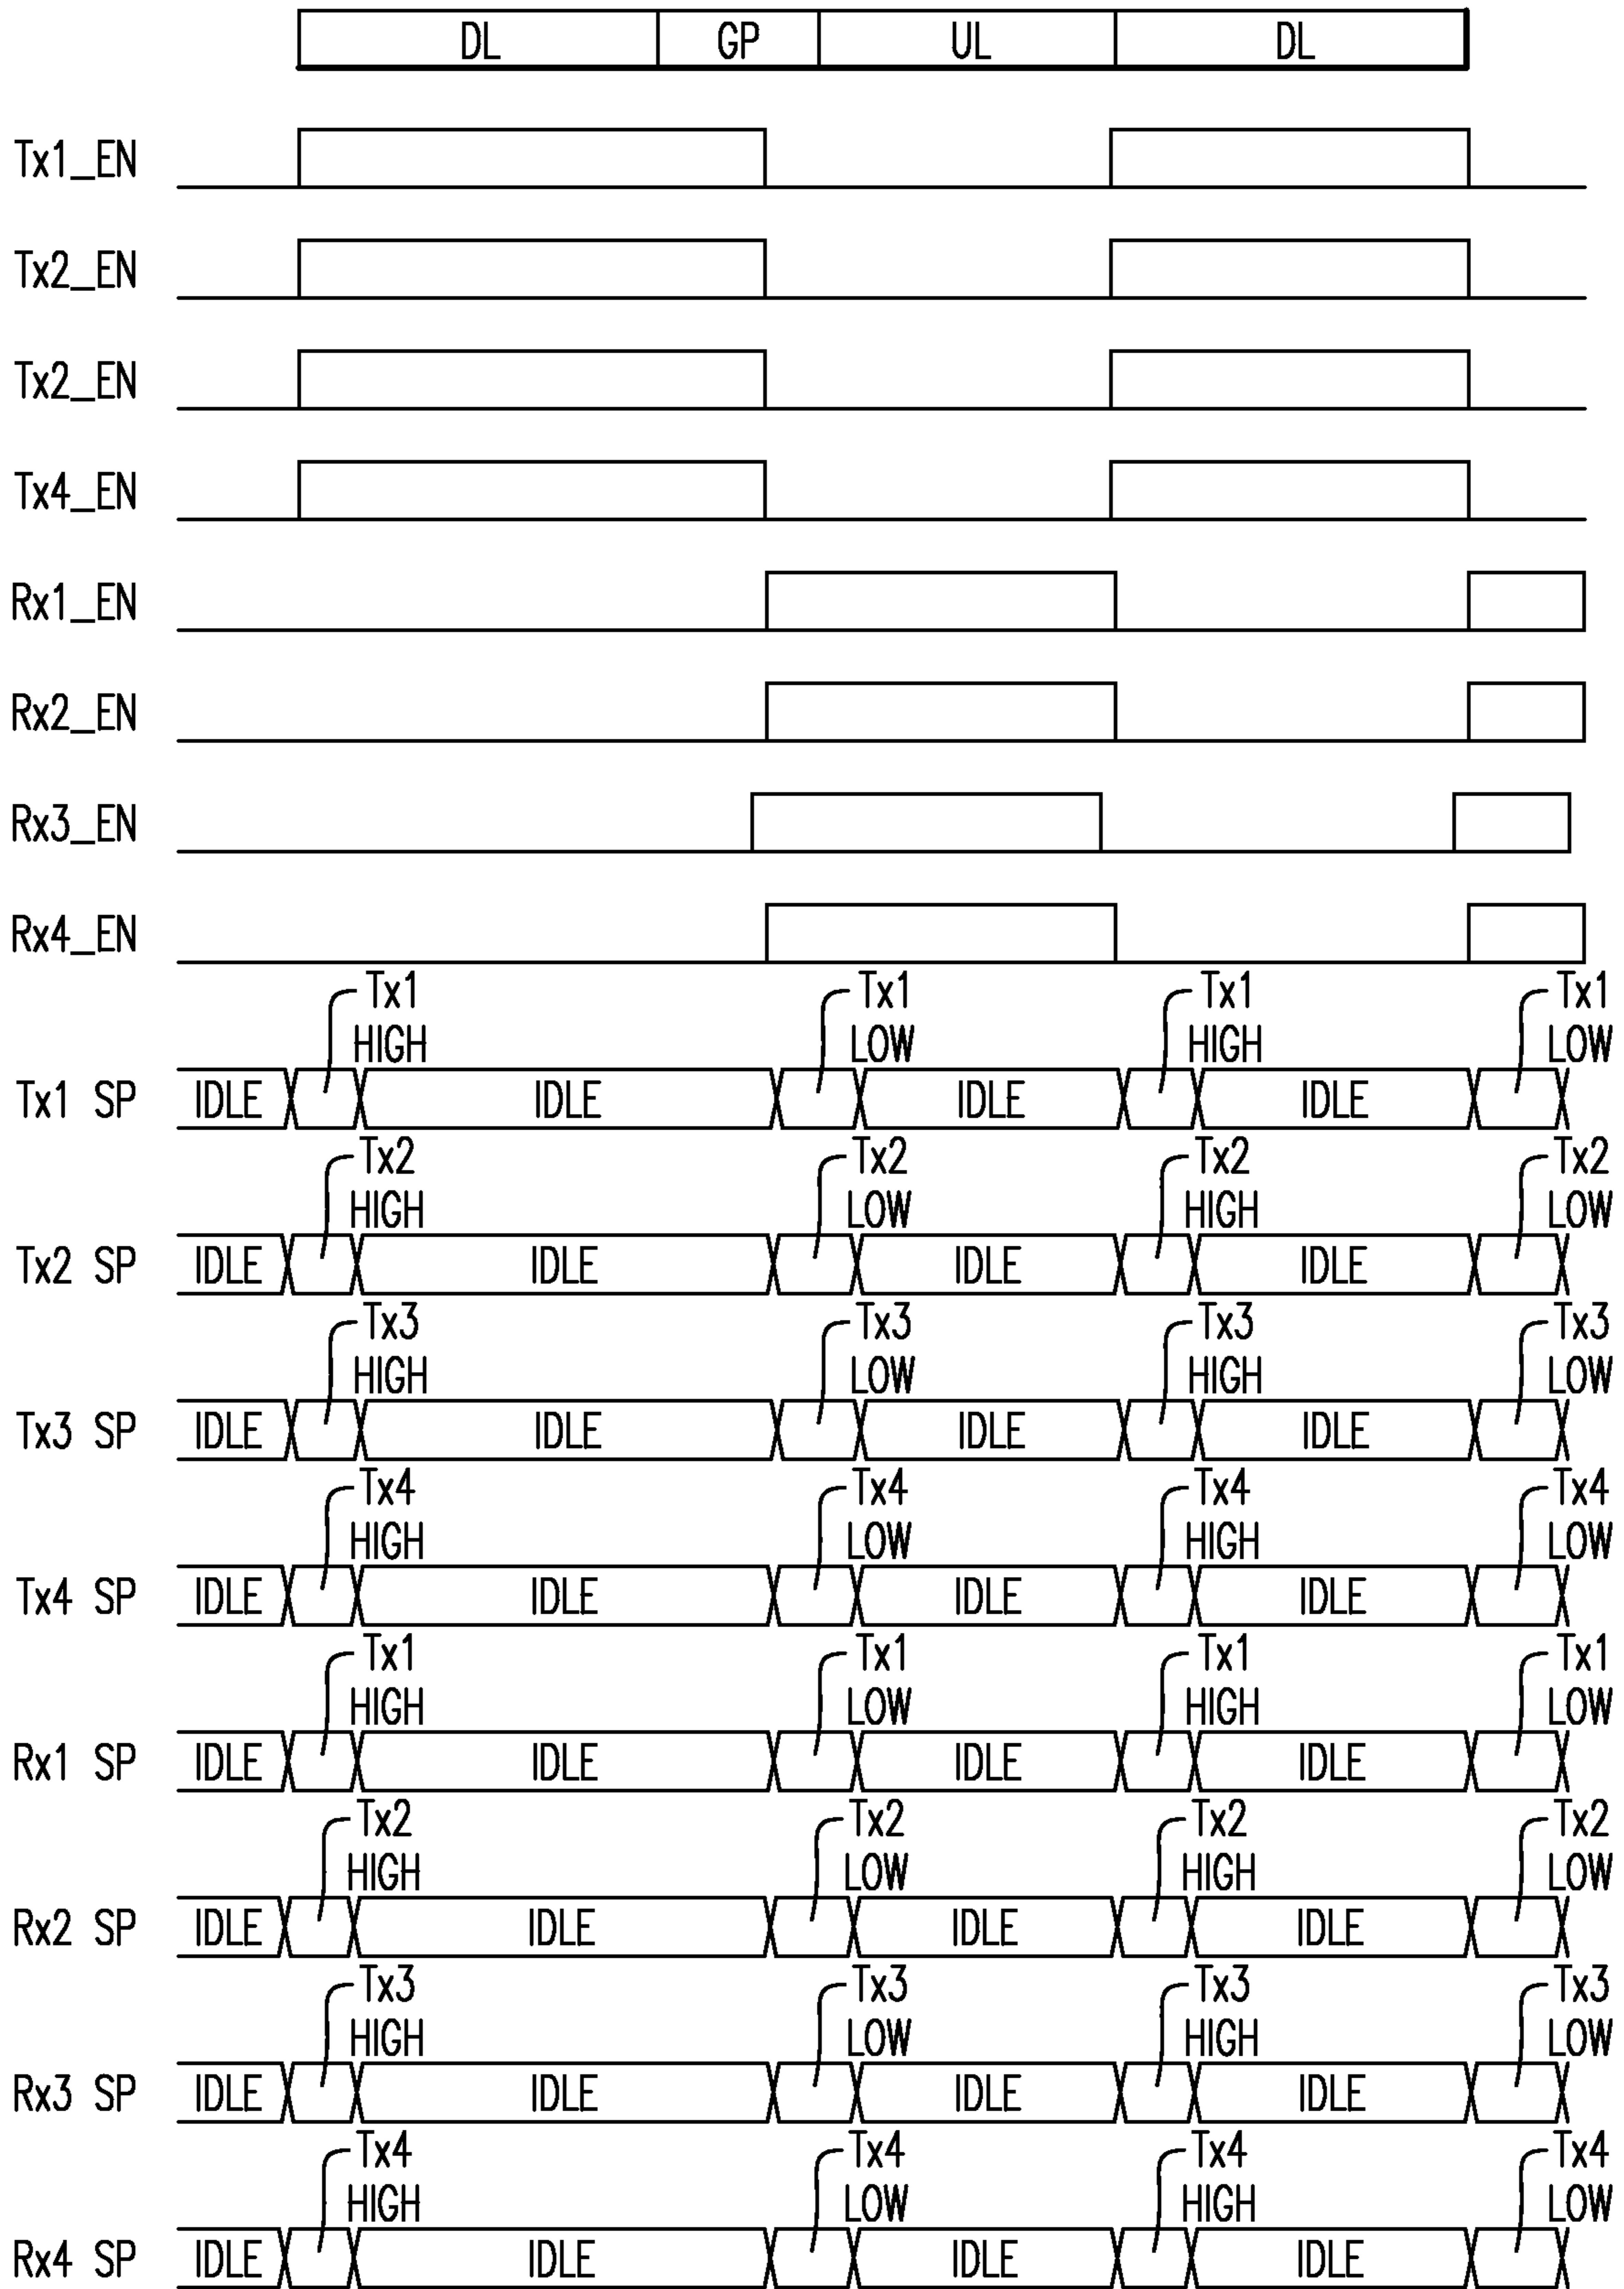 DL GP UL DL
Tx1_EN
Tx2_EN
Tx2_EN
Tx4_EN
Rx1_EN
Rx2_EN
Rx3_EN
Rx4_EN
Tx1 Tx1 Tx1 Tx1
HIGH LOW HIGH LOW
Tx1 SP IDLE IDLE IDLE IDLE
Tx2 Tx2 Tx2 Tx2
HIGH LOW HIGH LOW
Tx2 SP IDLE IDLE IDLE IDLE
Tx3 Tx3 Tx3 Tx3
HIGH LOW HIGH LOW
Tx3 SP IDLE IDLE IDLE IDLE
Tx4 Tx4 Tx4 Tx4
HIGH LOW HIGH LOW
Tx4 SP IDLE IDLE IDLE IDLE
Tx1 Tx1 Tx1 Tx1
HIGH LOW HIGH LOW
Rx1 SP IDLE IDLE IDLE IDLE
Tx2 Tx2 Tx2 Tx2
HIGH LOW HIGH LOW
Rx2 SP IDLE IDLE IDLE IDLE
Tx3 Tx3 Tx3 Tx3
HIGH LOW HIGH LOW
Rx3 SP IDLE IDLE IDLE IDLE
Tx4 Tx4 Tx4 Tx4
HIGH LOW HIGH LOW
Rx4 SP IDLE IDLE IDLE IDLE